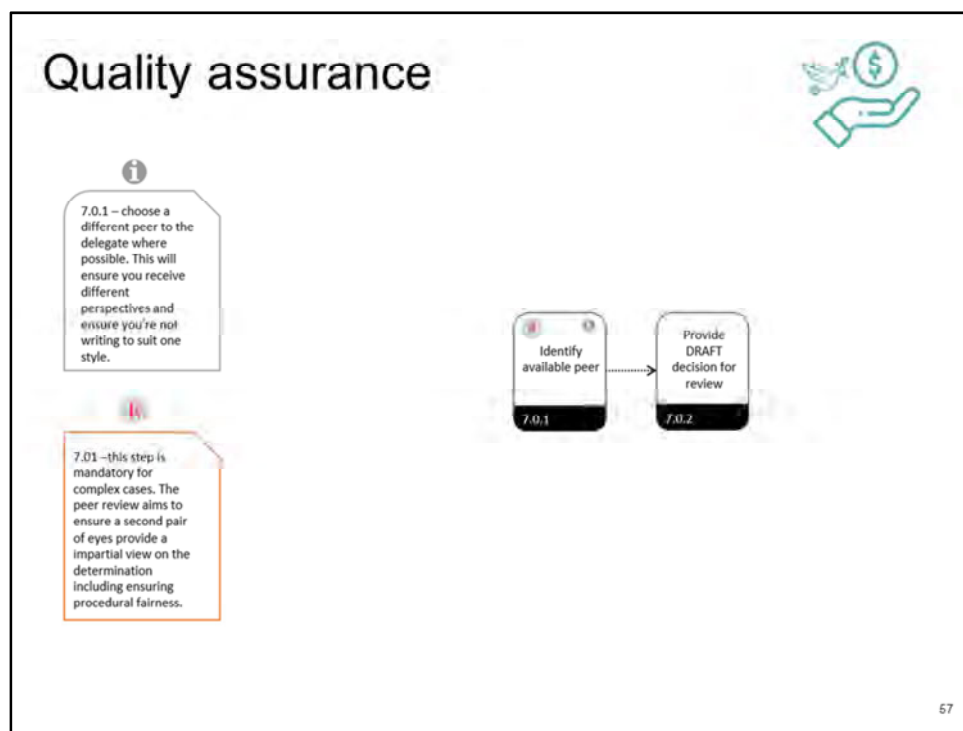 Quality assurance
$
i
7.0.1 – choose a
different peer to the
delegate where
possible. This will
ensure you receive
different
perspectives and
ensure you're not
writing to suit one
style.
7.01 –this step is
mandatory for
complex cases. The
peer review aims to
ensure a second pair
of eyes provide a
impartial view on the
determination
including ensuring
procedural fairness.
Identify
available peer
7.0.1
Provide
DRAFT
decision for
review
7.0.2
57